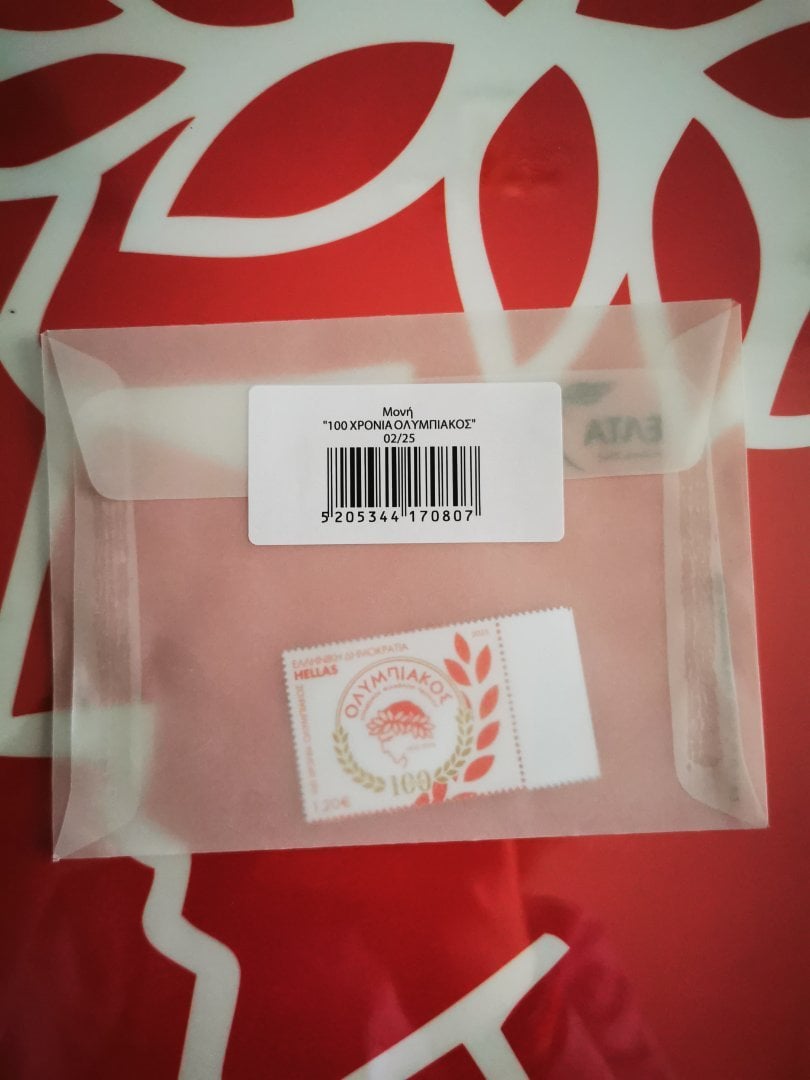 Μονή
"100 ΧΡΟΝΙΑ ΟΛΥΜΠΙΑΚΟΣ"
02/25
5 205344 170807
ΕΛΤΑ
ΕΛΛΗΝΙΚΗ ΔΗΜΟΚΡΑΤΙΑ
2025
HELLAS
ΟΛΥΜΠΙΑΚΟΣ
100
1.20€